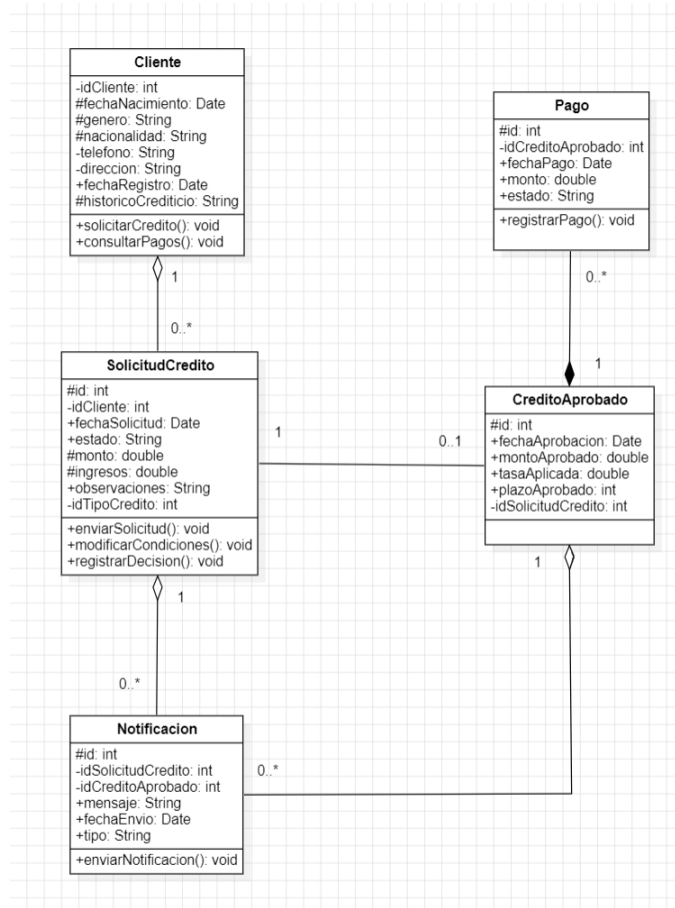 Cliente
-idCliente: int
#fechaNacimiento: Date
#genero: String
#nacionalidad: String
-telefono: String
-direccion: String
+fechaRegistro: Date
#historicoCrediticio: String
+solicitarCredito(): void
+consultarPagos(): void
1
0..*
Pago
#id: int
-idCreditoAprobado: int
+fechaPago: Date
+monto: double
+estado: String
+registrarPago(): void
0..*
1
SolicitudCredito
#id: int
-idCliente: int
+fechaSolicitud: Date
+estado: String
#monto: double
#ingresos: double
+observaciones: String
-idTipoCredito: int
+enviarSolicitud(): void
+modificarCondiciones(): void
+registrarDecision(): void
1
0..1
CreditoAprobado
#id: int
+fechaAprobacion: Date
+montoAprobado: double
+tasaAplicada: double
+plazoAprobado: int
-idSolicitudCredito: int
1
1
0..*
Notificacion
#id: int
-idSolicitudCredito: int
-idCreditoAprobado: int
+mensaje: String
+fechaEnvio: Date
+tipo: String
+enviarNotificacion(): void
0..*